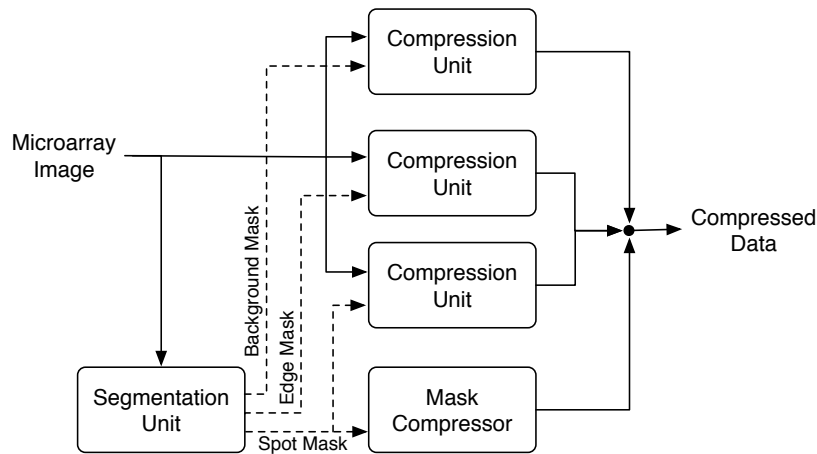 Compression
Unit
Microarray
Image
Compression
Unit
Compressed
Data
Compression
Unit
Background Mask
Edge Mask
Segmentation
Unit
Spot Mask
Mask
Compressor